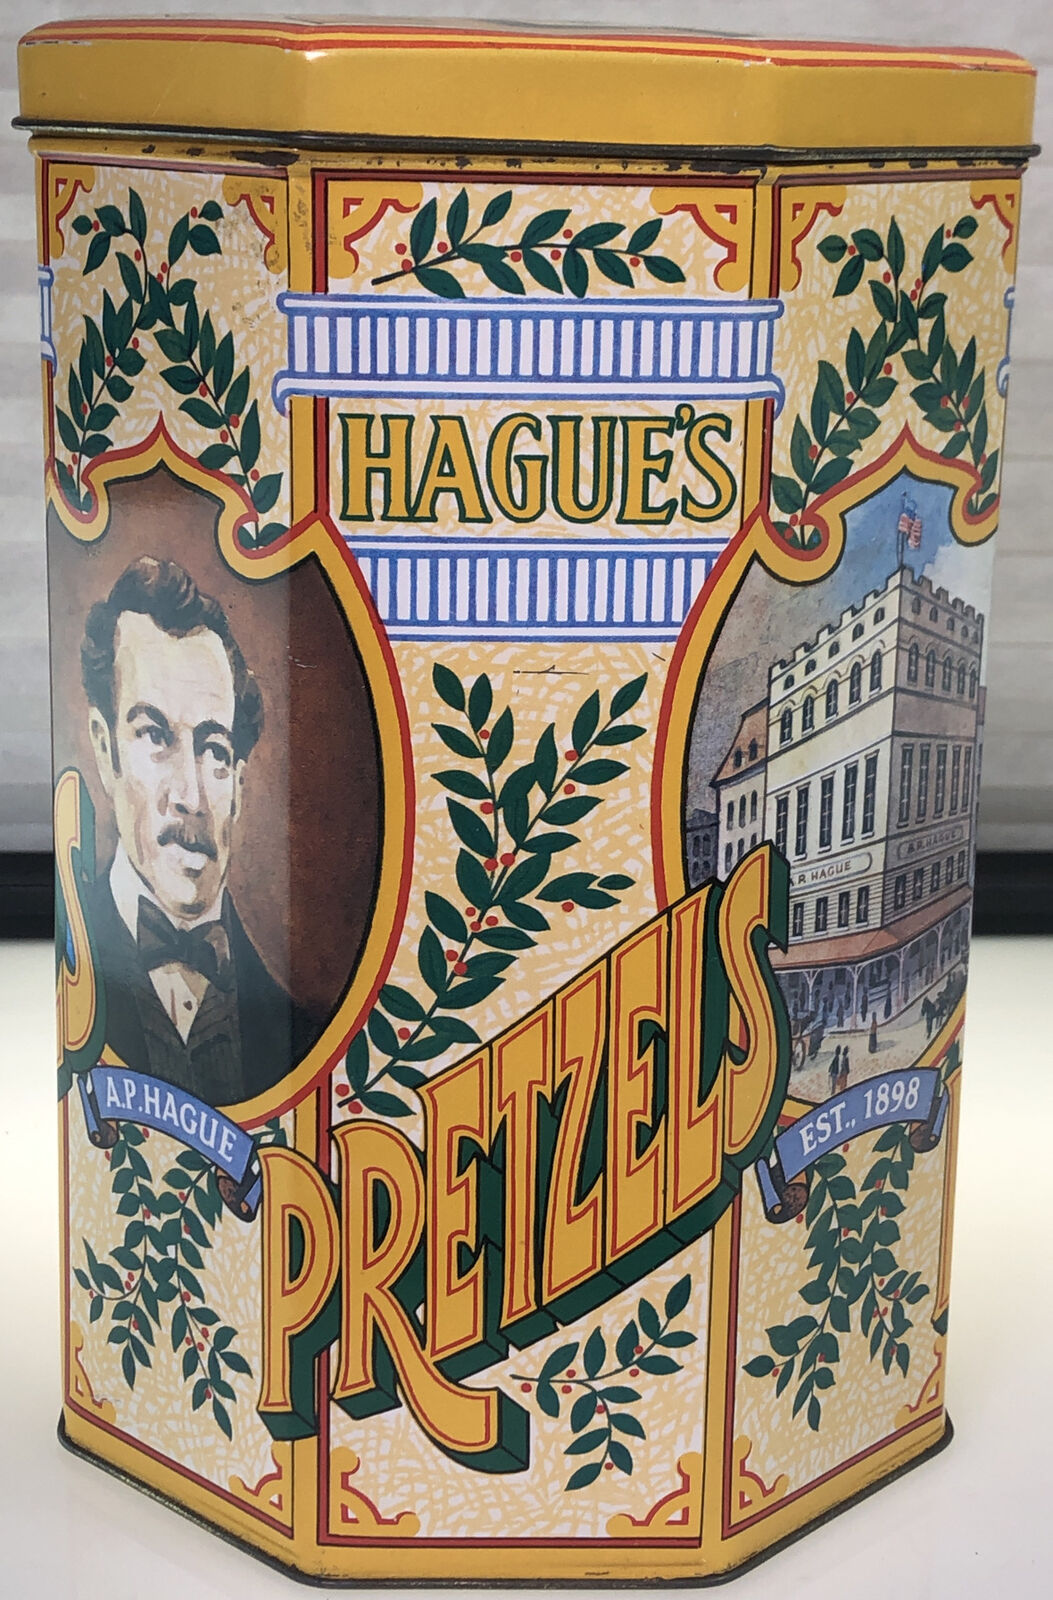 HAGUE'S
PRETZELS
A.P. HAGUE
EST., 1898
A.P. HAGUE
A.P. HAGUE
S